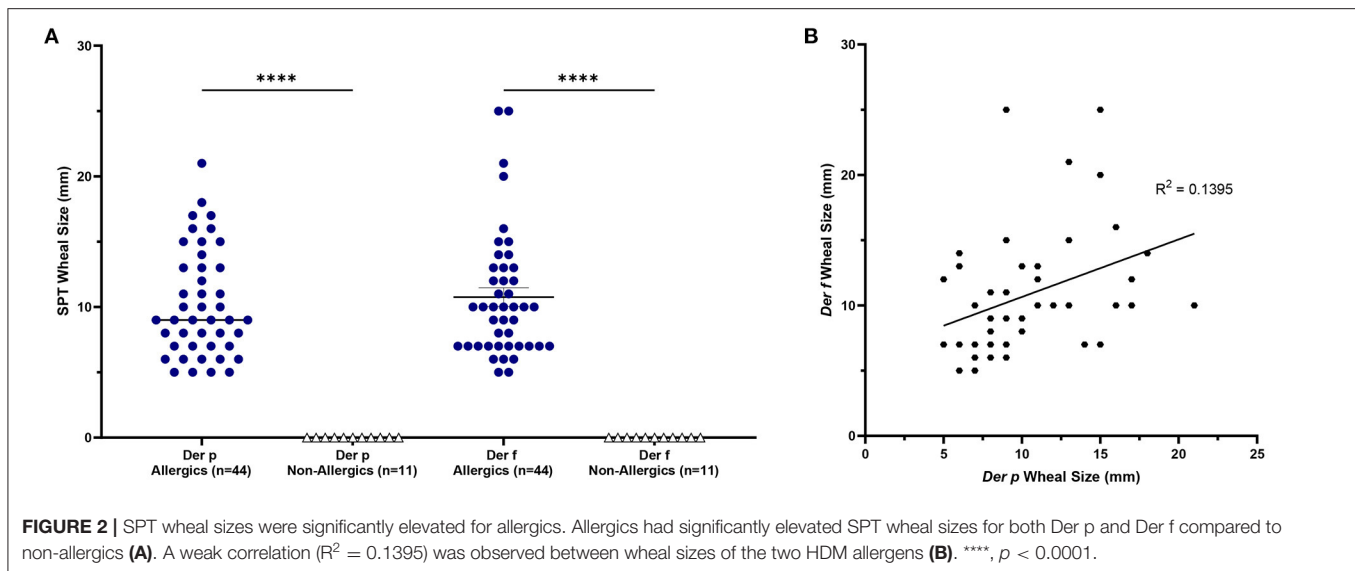 A
B
30
20
10
0
SPT Wheal Size (mm)
****
****
Der p
Allergics (n=44)
Der p
Non-Allergics (n=11)
Der f
Allergics (n=44)
Der f
Non-Allergics (n=11)
30
20
10
0
Der f Wheal Size (mm)
R² = 0.1395
0
5
10
15
20
25
Der p Wheal Size (mm)
FIGURE 2 | SPT wheal sizes were significantly elevated for allergics. Allergics had significantly elevated SPT wheal sizes for both Der p and Der f compared to
non-allergics (A). A weak correlation (R² = 0.1395) was observed between wheal sizes of the two HDM allergens (B). ****, p < 0.0001.